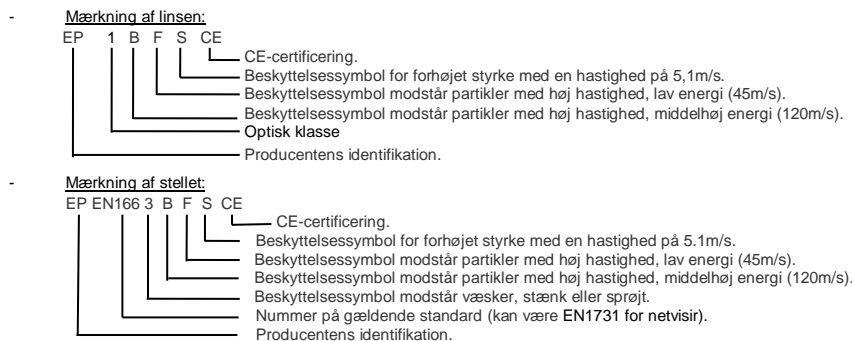 - Mærkning af linsen:
EP 1 B F S CE
CE-certificering.
Beskyttelsessymbol for forhøjet styrke med en hastighed på 5,1m/s.
Beskyttelsessymbol modstår partikler med høj hastighed, lav energi (45m/s).
Beskyttelsessymbol modstår partikler med høj hastighed, middelhøj energi (120m/s).
Optisk klasse
Producentens identifikation.
- Mærkning af stellet:
EP EN166 3 B F S CE
CE-certificering.
Beskyttelsessymbol for forhøjet styrke med en hastighed på 5.1m/s.
Beskyttelsessymbol modstår partikler med høj hastighed, lav energi (45m/s).
Beskyttelsessymbol modstår partikler med høj hastighed, middelhøj energi (120m/s).
Beskyttelsessymbol modstår væsker, stænk eller sprøjt.
Nummer på gældende standard (kan være EN1731 for netvisir).
Producentens identifikation.